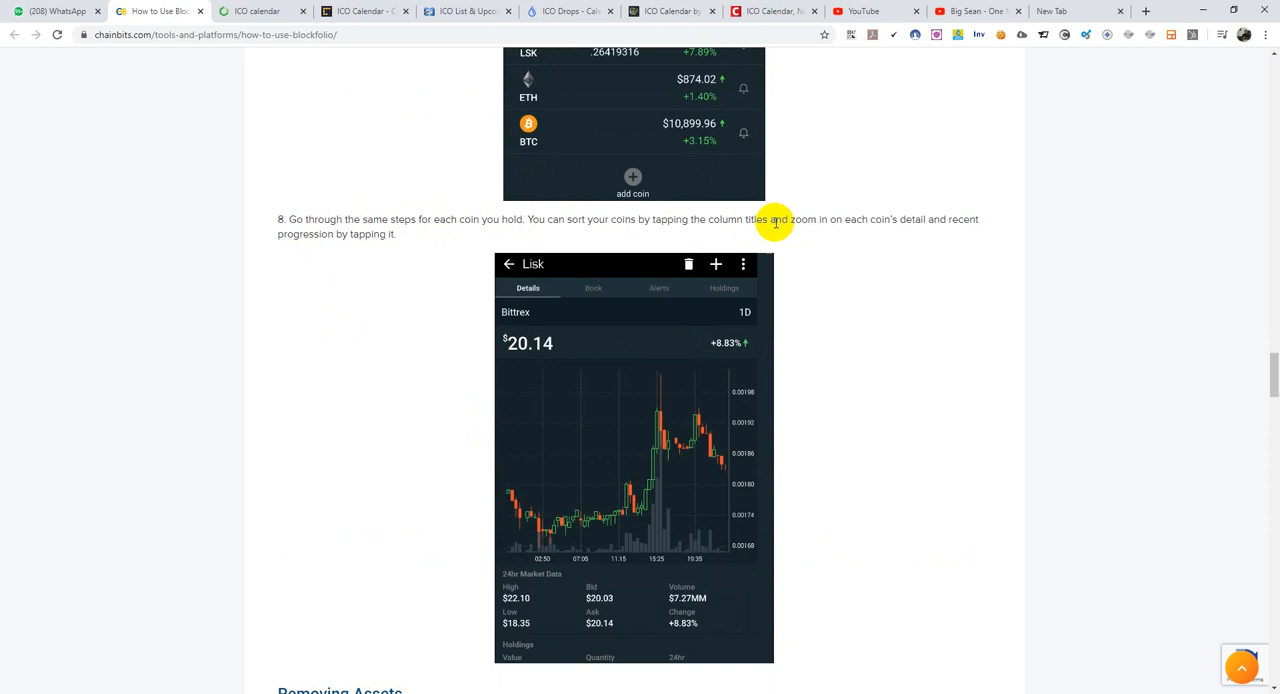 (208) WhatsApp
How to Use Bloc
ICO calendar
ICO Calendar - C
ICO List & Upco
ICO Drops - Cale
ICO Calendar by
ICO Calendar, Ne
YouTube
Big Sean - One M
New Tab
chainbits.com/tools-and-platforms/how-to-use-blockfolio/
Inv
LSK .26419316 +7.89%
$874.02
ETH +1.40%
$10,899.96
BTC +3.15%
add coin
8. Go through the same steps for each coin you hold. You can sort your coins by tapping the column titles and zoom in on each coin's detail and recent
progression by tapping it.
Lisk
Details Book Alerts Holdings
Bittrex 1D
$20.14 +8.83%
0.00198
0.00192
0.00186
0.00180
0.00174
0.00168
02:50 07:05 11:15 15:25 19:35
24hr Market Data
High Bid Volume
$22.10 $20.03 $7.27MM
Low Ask Change
$18.35 $20.14 +8.83%
Holdings
Value Quantity 24hr
Removing Assets